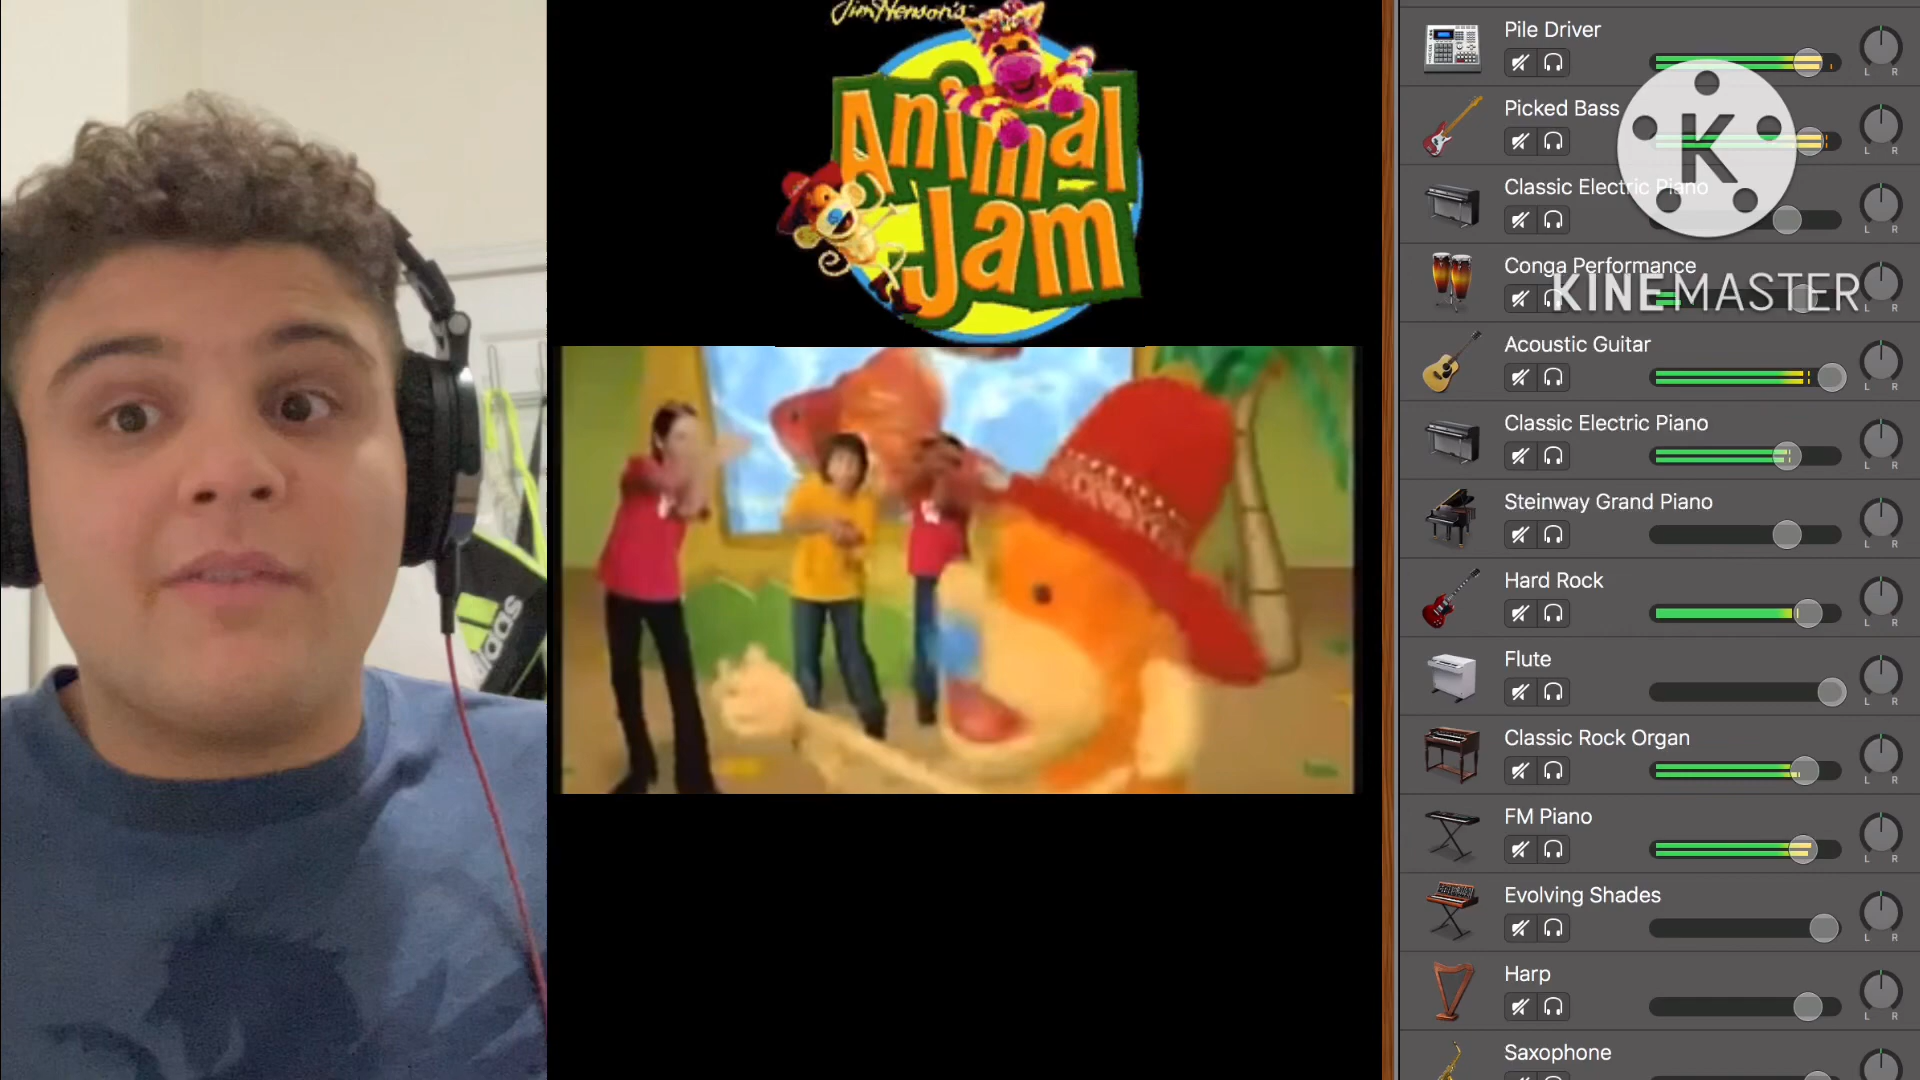 Jim Henson's
Animal
Jam
adidas
Pile Driver
L R
Picked Bass
L R
K
Classic Electric Piano
L R
Conga Performance
KINEMASTER
L R
Acoustic Guitar
L R
Classic Electric Piano
L R
Steinway Grand Piano
L R
Hard Rock
L R
Flute
L R
Classic Rock Organ
L R
FM Piano
L R
Evolving Shades
L R
Harp
L R
Saxophone